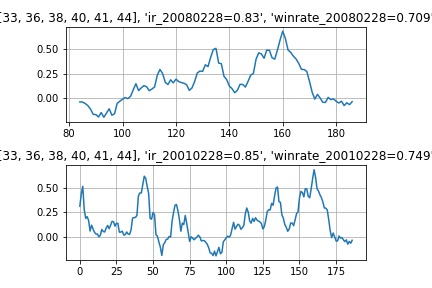 [33, 36, 38, 40, 41, 44], 'ir_20080228=0.83', 'winrate_20080228=0.709'
0.50
0.25
0.00
80 100 120 140 160 180
[33, 36, 38, 40, 41, 44], 'ir_20010228=0.85', 'winrate_20010228=0.749'
0.50
0.25
0.00
0 25 50 75 100 125 150 175